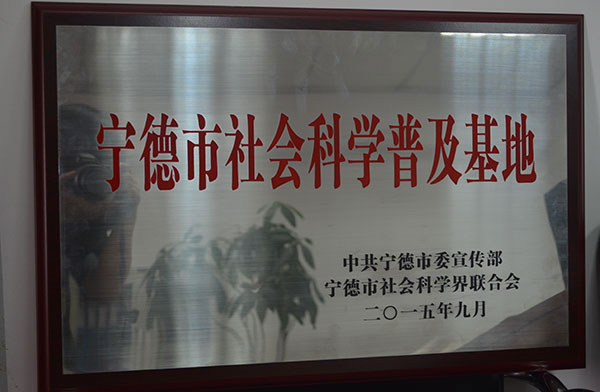 宁德市社会科学普及基地
中共宁德市委宣传部
宁德市社会科学界联合会
二〇一五年九月